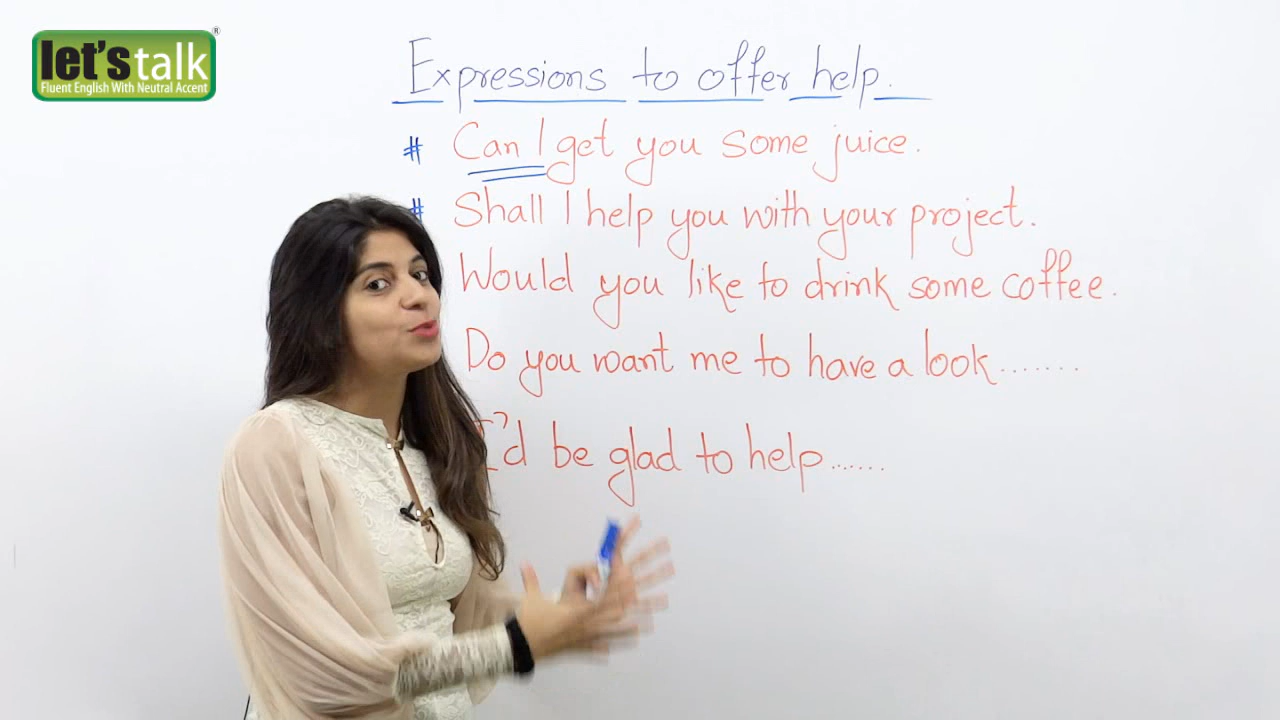 let's talk®
Fluent English With Neutral Accent
Expressions to offer help.
# Can I get you some juice.
# Shall I help you with your project.
Would you like to drink some coffee.
Do you want me to have a look.......
I'd be glad to help......